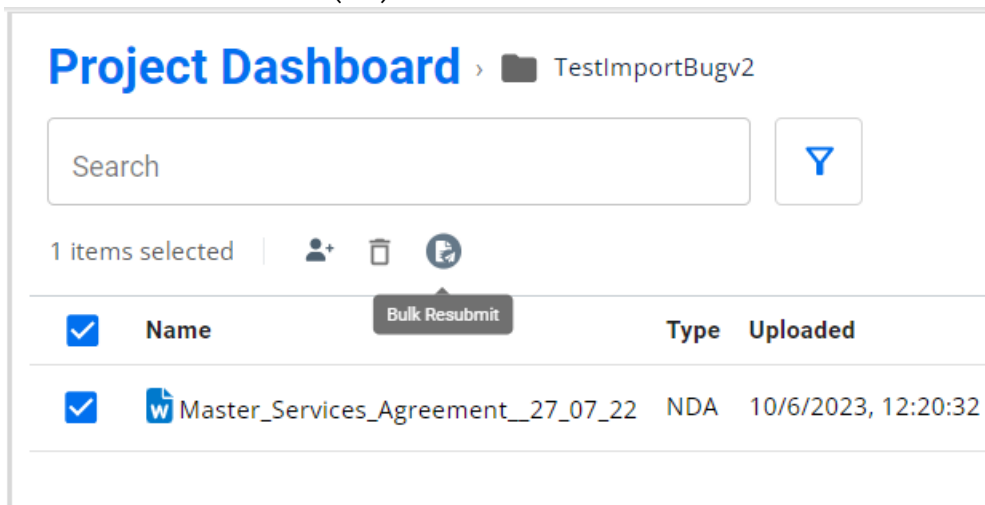 Project Dashboard › TestImportBugv2
Search
1 items selected
Bulk Resubmit
Name Type Uploaded
Master_Services_Agreement__27_07_22 NDA 10/6/2023, 12:20:32